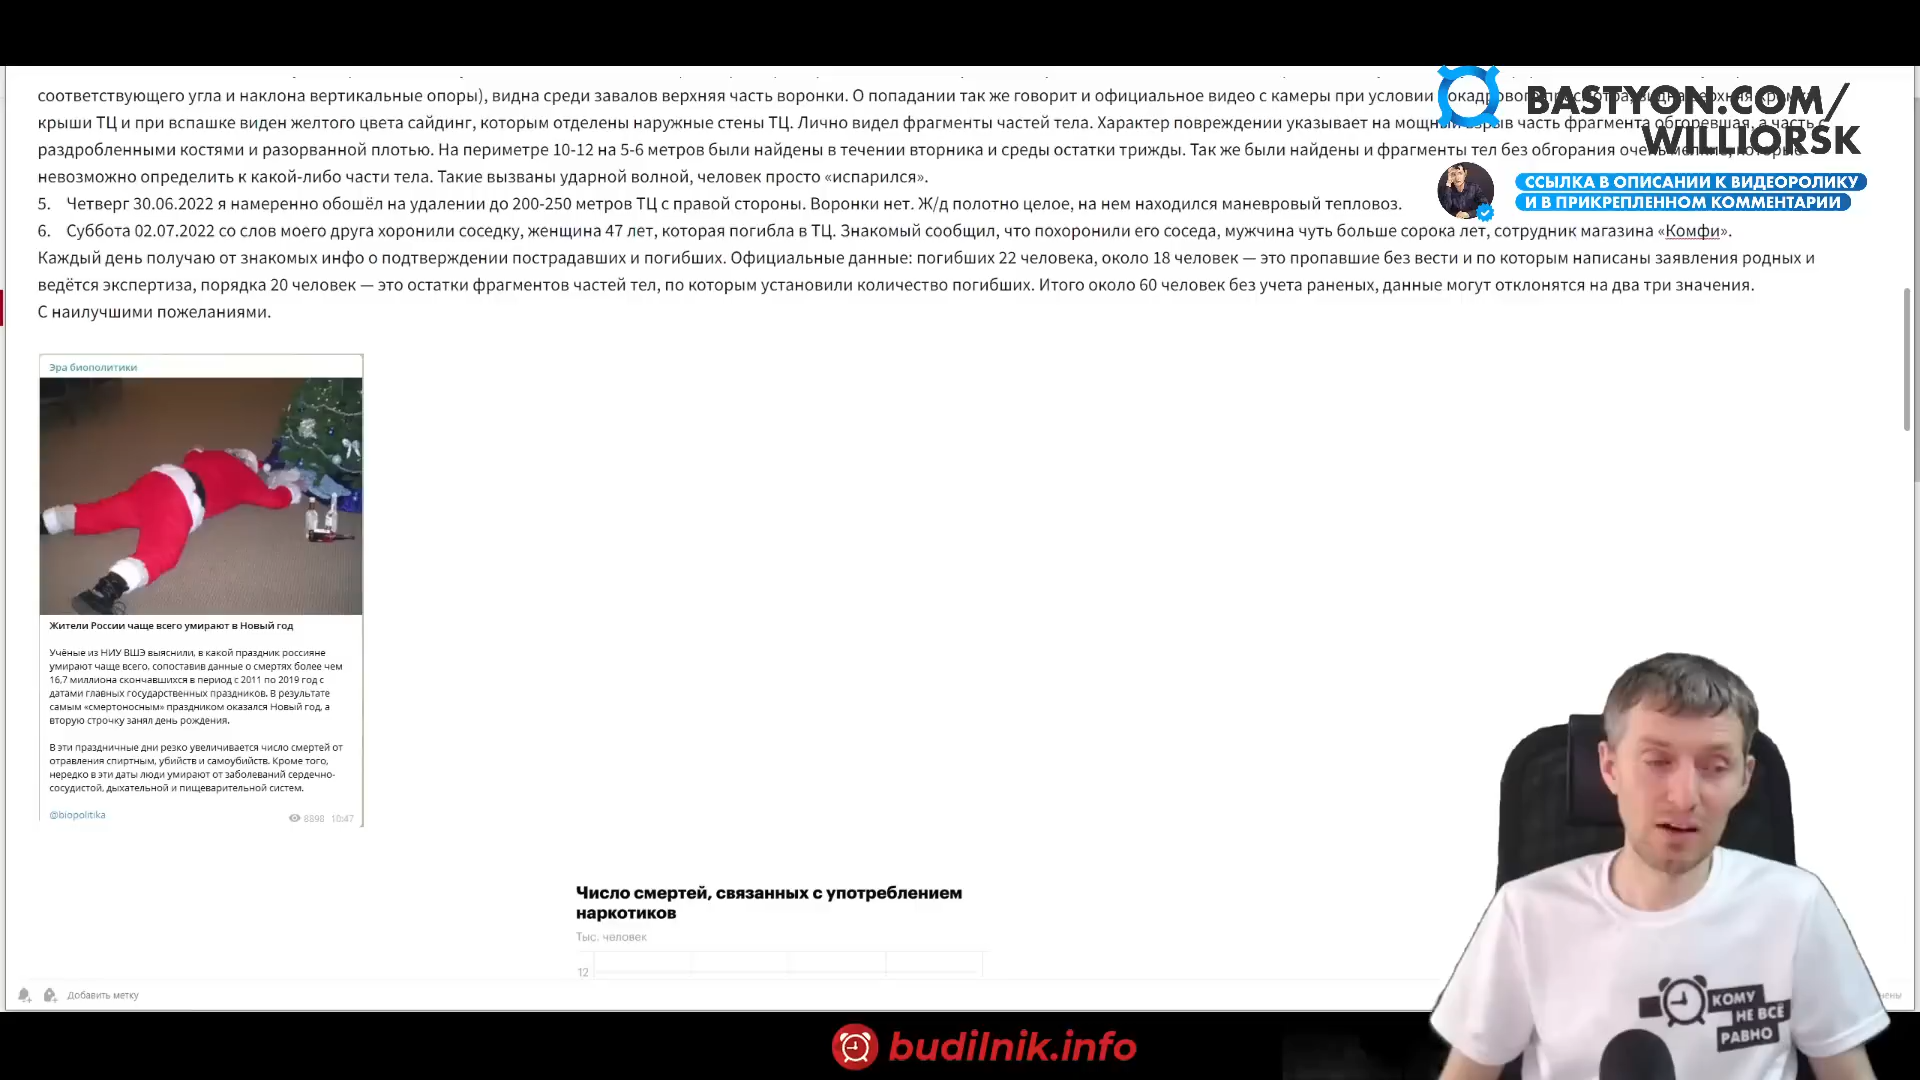 соответствующего угла и наклона вертикальные опоры), видна среди завалов верхняя часть воронки. О попадании так же говорит и официальное видео с камеры при условии
крыши ТЦ и при вспашке виден желтого цвета сайдинг, которым отделены наружные стены ТЦ. Лично видел фрагменты частей тела. Характер повреждении указывает на мощный взрыв часть фрагмента обгоревшая, а часть с
раздробленными костями и разорванной плотью. На периметре 10-12 на 5-6 метров были найдены в течении вторника и среды остатки трижды. Так же были найдены и фрагменты тел без обгорания очень мелкие, которые
невозможно определить к какой-либо части тела. Такие вызваны ударной волной, человек просто «испарился».
5. Четверг 30.06.2022 я намеренно обошёл на удалении до 200-250 метров ТЦ с правой стороны. Воронки нет. Ж/д полотно целое, на нем находился маневровый тепловоз.
6. Суббота 02.07.2022 со слов моего друга хоронили соседку, женщина 47 лет, которая погибла в ТЦ. Знакомый сообщил, что похоронили его соседа, мужчина чуть больше сорока лет, сотрудник магазина «Комфи».
Каждый день получаю от знакомых инфо о подтверждении пострадавших и погибших. Официальные данные: погибших 22 человека, около 18 человек — это пропавшие без вести и по которым написаны заявления родных и
ведётся экспертиза, порядка 20 человек — это остатки фрагментов частей тел, по которым установили количество погибших. Итого около 60 человек без учета раненых, данные могут отклонятся на два три значения.
С наилучшими пожеланиями.
BASTYON.COM/
WILLIORSK
ССЫЛКА В ОПИСАНИИ К ВИДЕОРОЛИКУ
И В ПРИКРЕПЛЕННОМ КОММЕНТАРИИ
Эра биополитики
Жители России чаще всего умирают в Новый год
Учёные из НИУ ВШЭ выяснили, в какой праздник россияне
умирают чаще всего, сопоставив данные о смертях более чем
16,7 миллиона скончавшихся в период с 2011 по 2019 год с
датами главных государственных праздников. В результате
самым «смертоносным» праздником оказался Новый год, а
вторую строчку занял день рождения.
В эти праздничные дни резко увеличивается число смертей от
отравления спиртным, убийств и самоубийств. Кроме того,
нередко в эти даты люди умирают от заболеваний сердечно-
сосудистой, дыхательной и пищеварительной систем.
@biopolitika
8898 10:47
Число смертей, связанных с употреблением
наркотиков
Тыс. человек
12
Добавить метку
КОМУ
НЕ ВСЁ
РАВНО
budilnik.info